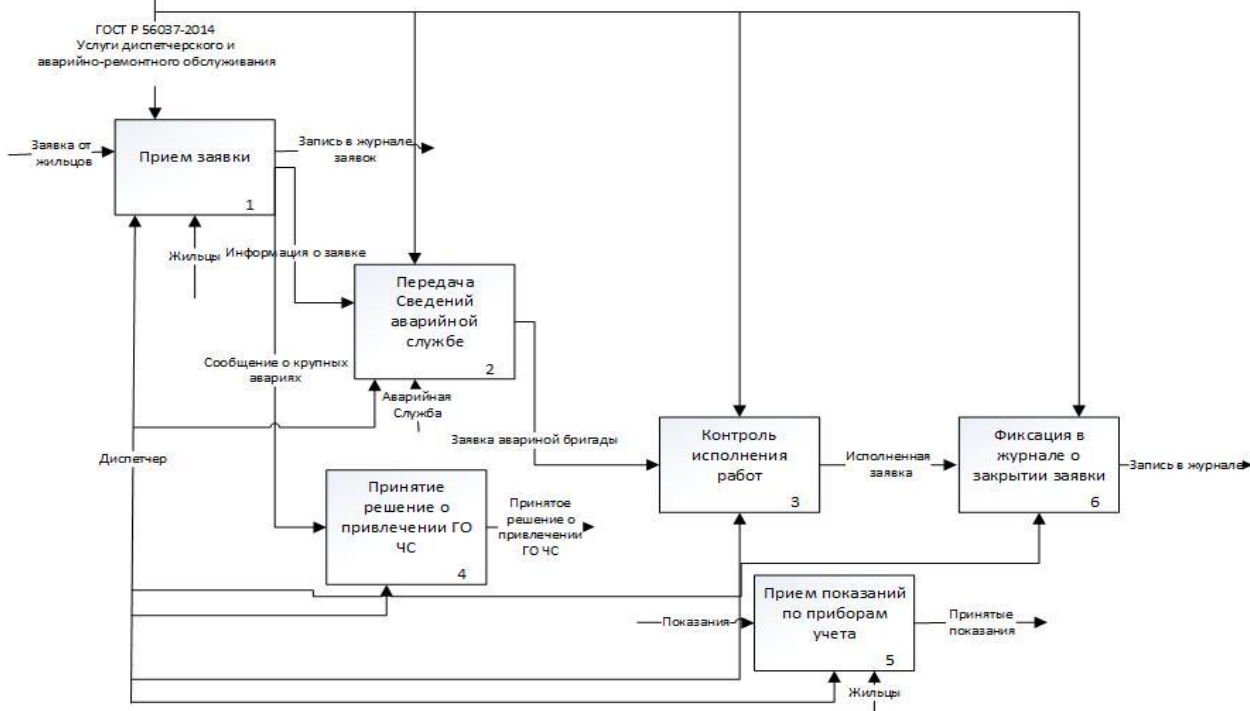 ГОСТ Р 56037-2014
Услуги диспетчерского и
аварийно-ремонтного обслуживания
Заявка от
жильцов
Прием заявки
1
Запись в журнале
заявок
Жильцы
Информация о заявке
Передача
Сведений
аварийной
службе
2
Сообщение о крупных
авариях
Аварийная
Служба
Диспетчер
Заявка авариной бригады
Контроль
исполнения
работ
3
Исполненная
заявка
Фиксация в
журнале о
закрытии заявки
6
Запись в журнале
Принятие
решение о
привлечении ГО
ЧС
4
Принятое
решение о
привлечении
ГО ЧС
Показания
Прием показаний
по приборам
учета
5
Принятые
показания
Жильцы